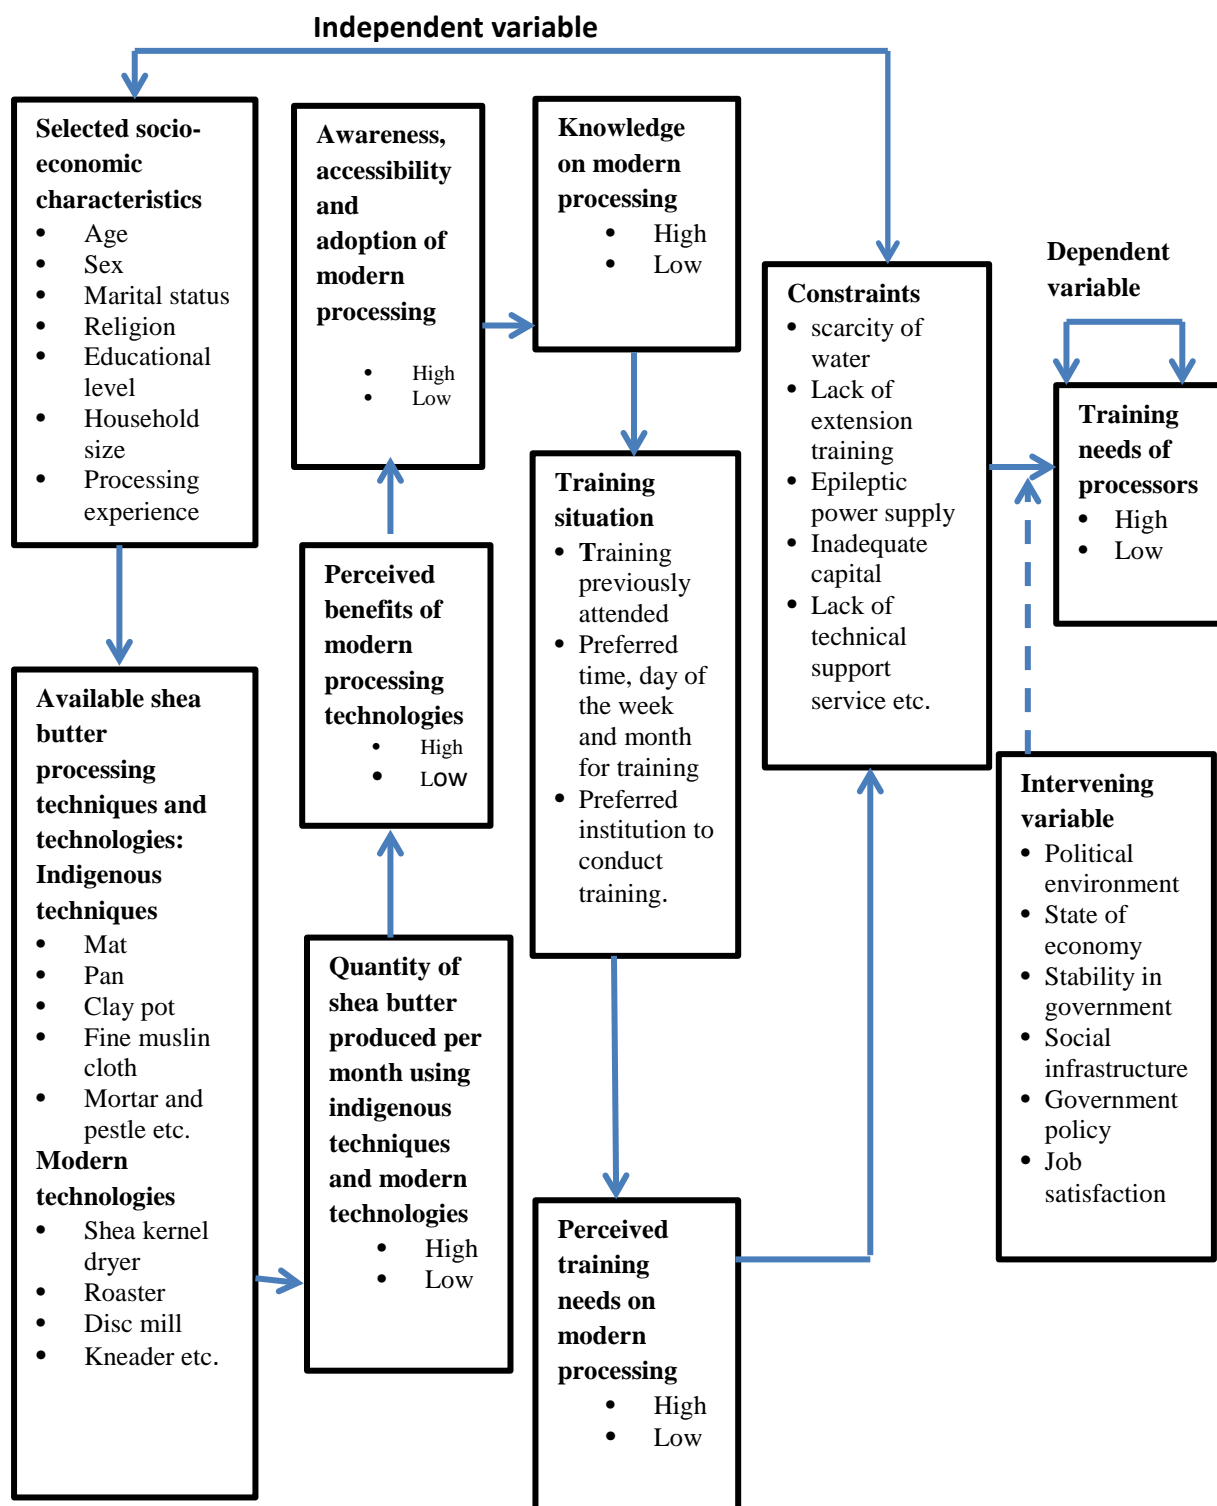 Independent variable
Selected socio-
economic
characteristics
• Age
• Sex
• Marital status
• Religion
• Educational
level
• Household
size
• Processing
experience
Available shea
butter
processing
techniques and
technologies:
Indigenous
techniques
• Mat
• Pan
• Clay pot
• Fine muslin
cloth
• Mortar and
pestle etc.
Modern
technologies
• Shea kernel
dryer
• Roaster
• Disc mill
• Kneader etc.
Quantity of
shea butter
produced per
month using
indigenous
techniques
and modern
technologies
• High
• Low
Perceived
benefits of
modern
processing
technologies
• High
• Low
Awareness,
accessibility
and
adoption of
modern
processing
• High
• Low
Knowledge
on modern
processing
• High
• Low
Training
situation
• Training
previously
attended
• Preferred
time, day of
the week
and month
for training
• Preferred
institution to
conduct
training.
Perceived
training
needs on
modern
processing
• High
• Low
Constraints
• scarcity of
water
• Lack of
extension
training
• Epileptic
power supply
• Inadequate
capital
• Lack of
technical
support
service etc.
Dependent
variable
Training
needs of
processors
• High
• Low
Intervening
variable
• Political
environment
• State of
economy
• Stability in
government
• Social
infrastructure
• Government
policy
• Job
satisfaction